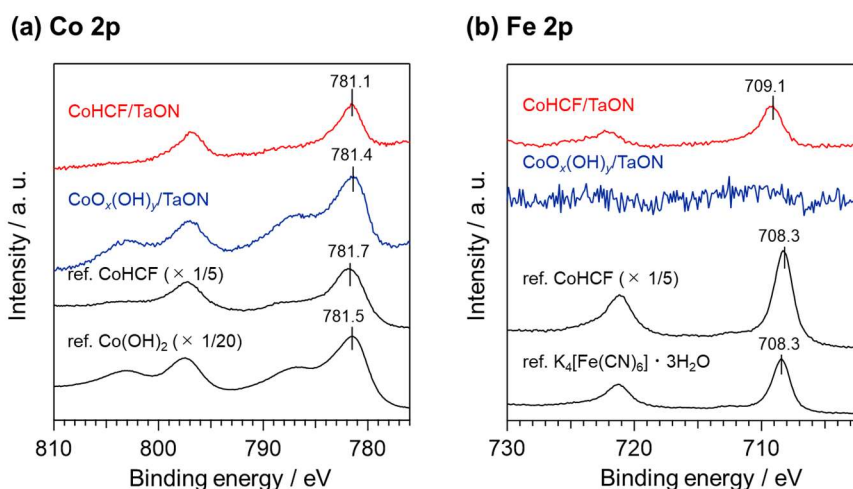 (a) Co 2p
781.1
CoHCF/TaON
781.4
CoOₓ(OH)ᵧ/TaON
781.7
ref. CoHCF (× 1/5)
781.5
ref. Co(OH)₂ (× 1/20)
Intensity / a. u.
810 800 790 780
Binding energy / eV
(b) Fe 2p
709.1
CoHCF/TaON
CoOₓ(OH)ᵧ/TaON
708.3
ref. CoHCF (× 1/5)
708.3
ref. K₄[Fe(CN)₆]・3H₂O
Intensity / a. u.
730 720 710
Binding energy / eV